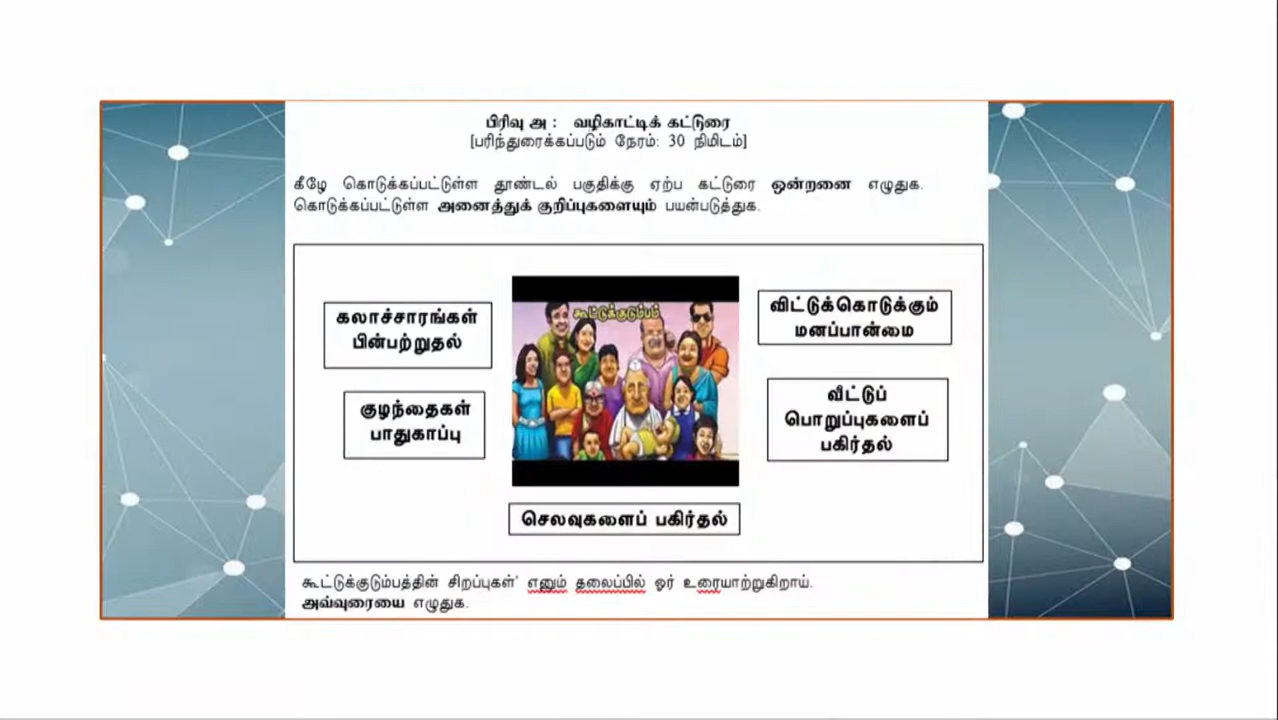 பிரிவு அ : வழிகாட்டிக் கட்டுரை
[பரிந்துரைக்கப்படும் நேரம்: 30 நிமிடம்]
கீழே கொடுக்கப்பட்டுள்ள தூண்டல் பகுதிக்கு ஏற்ப கட்டுரை ஒன்றனை எழுதுக.
கொடுக்கப்பட்டுள்ள அனைத்துக் குறிப்புகளையும் பயன்படுத்துக.
கலாச்சாரங்கள்
பின்பற்றுதல்
கூட்டுக்குடும்பம்
விட்டுக்கொடுக்கும்
மனப்பான்மை
குழந்தைகள்
பாதுகாப்பு
வீட்டுப்
பொறுப்புகளைப்
பகிர்தல்
செலவுகளைப் பகிர்தல்
கூட்டுக்குடும்பத்தின் சிறப்புகள்' எனும் தலைப்பில் ஓர் உரையாற்றுகிறாய்.
அவ்வுரையை எழுதுக.